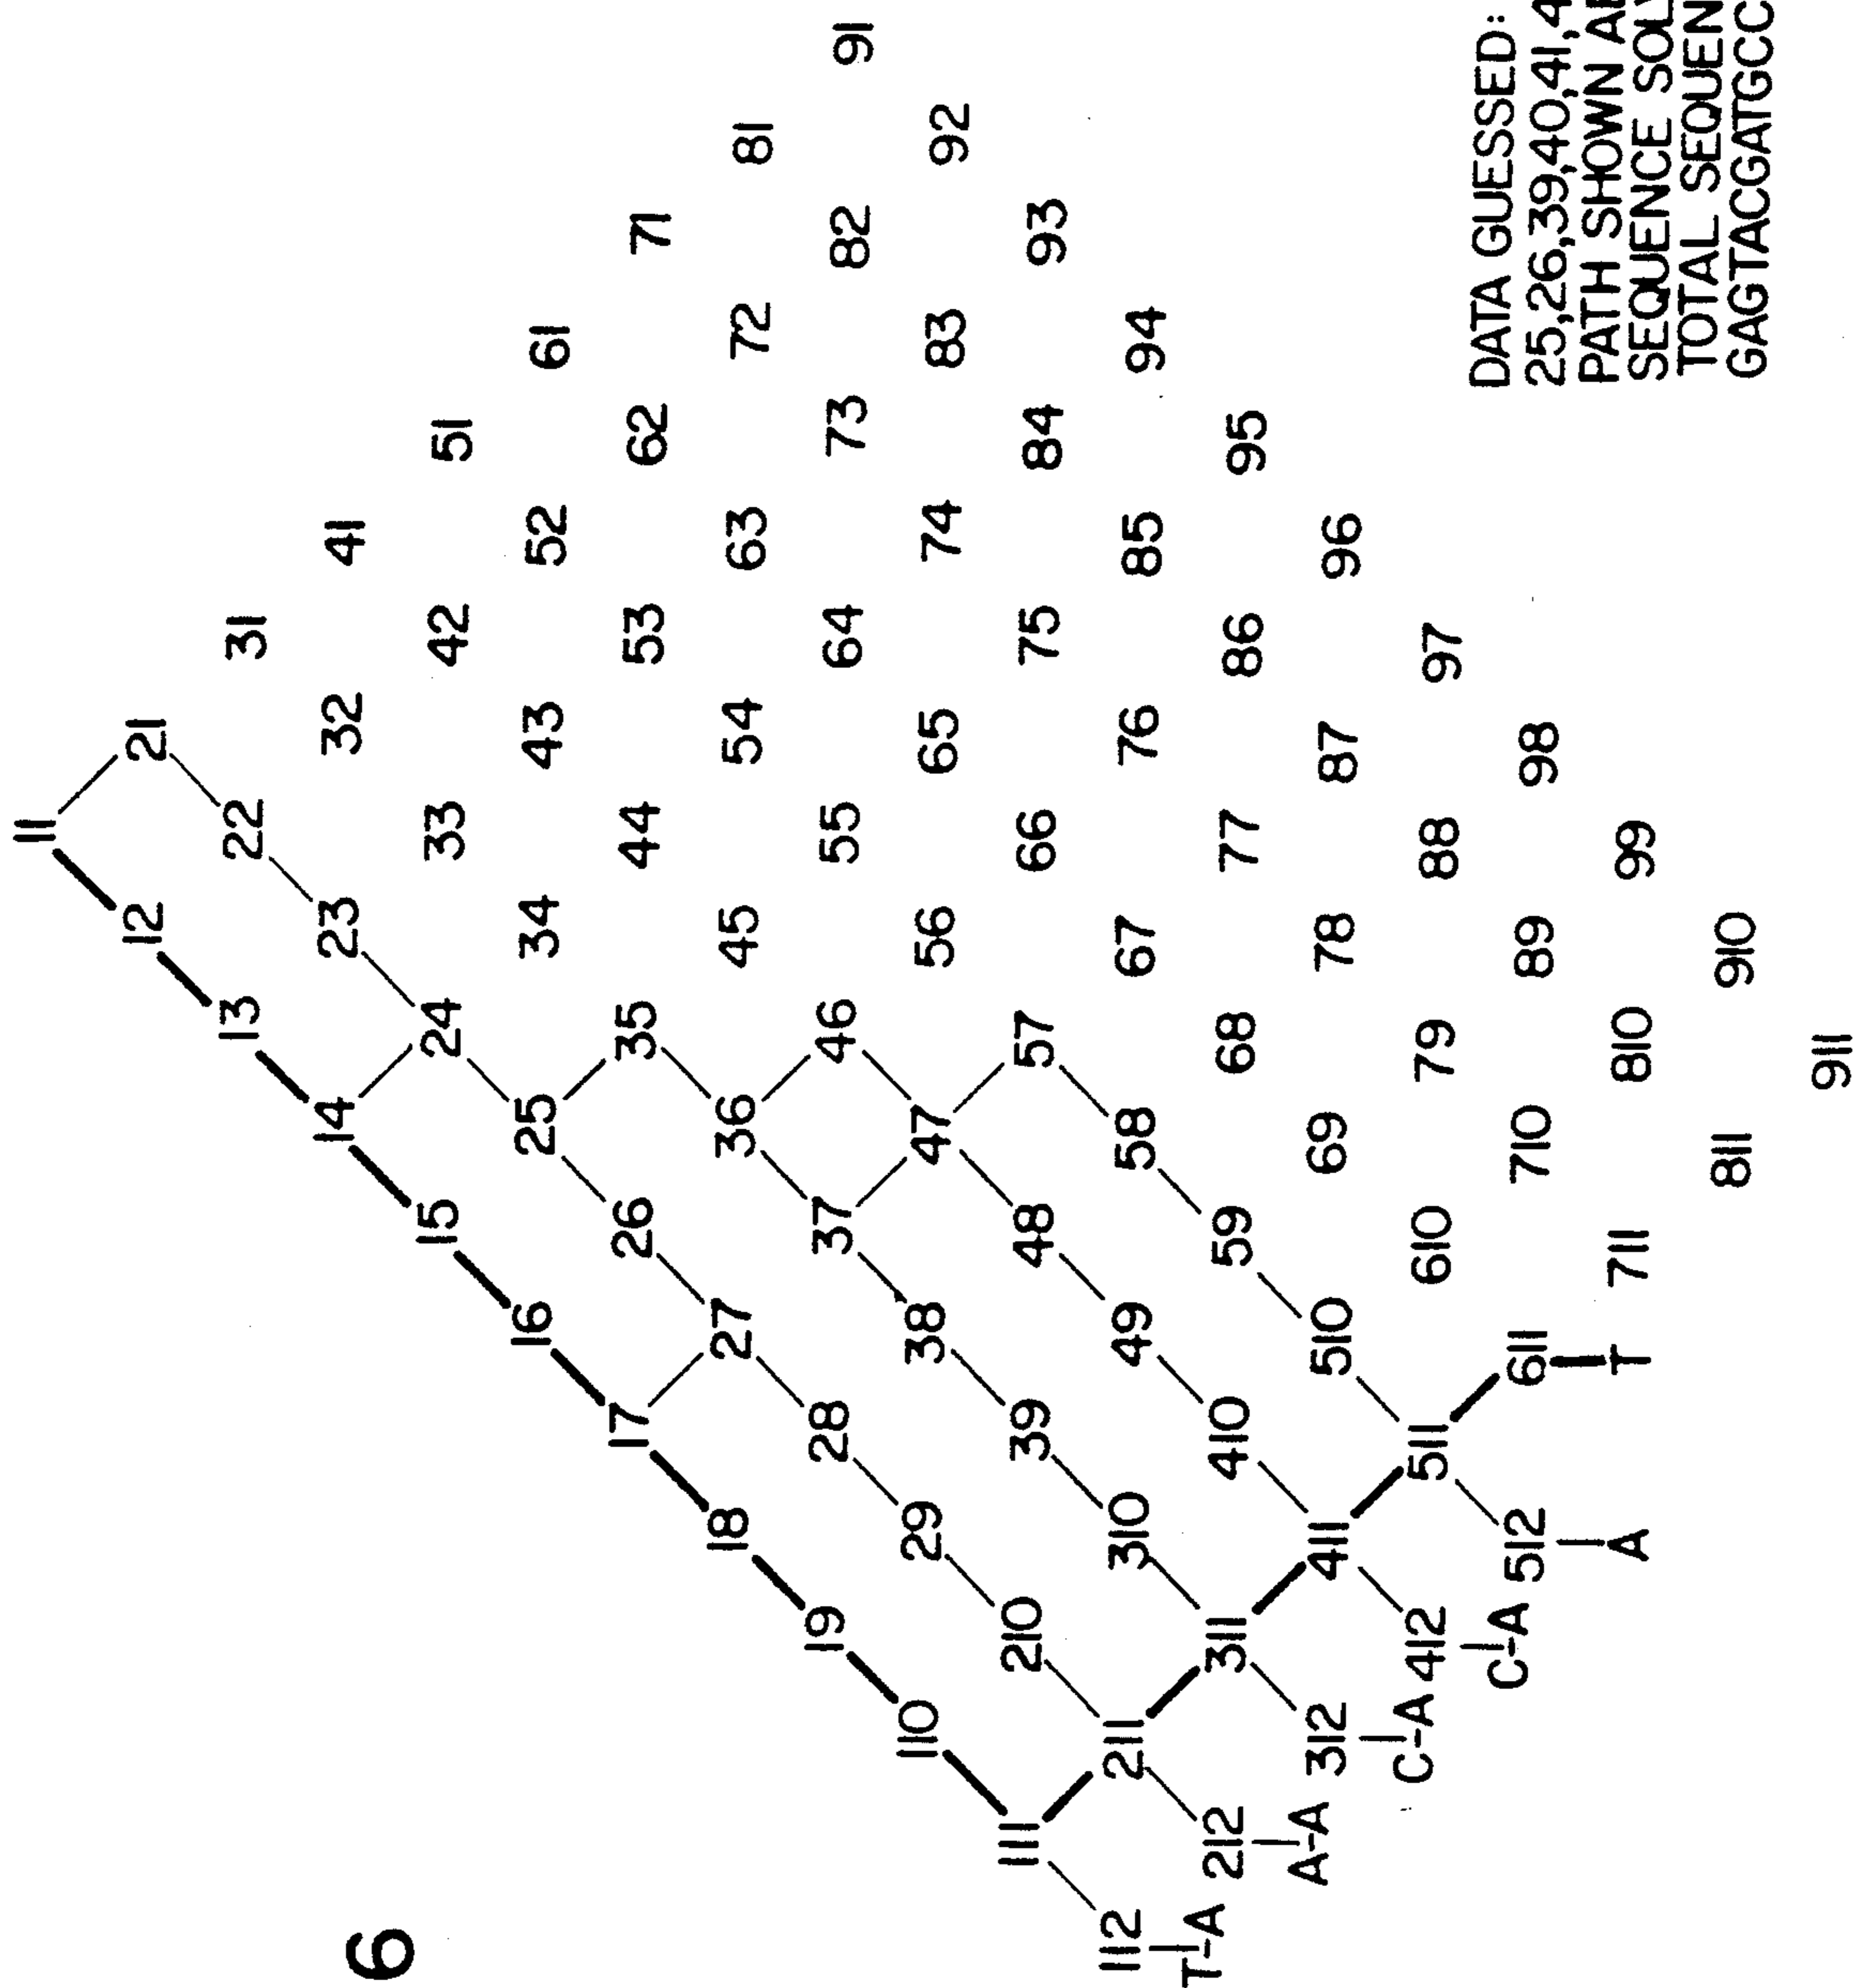 6
11
12 21
13 22 31
14 23 32 41
15 24 33 42 51
16 25 34 43 52 61
17 26 35 44 53 62 71
18 27 36 45 54 63 72 81
19 28 37 46 55 64 73 82 91
110 29 38 47 56 65 74 83 92
111 210 39 48 57 66 75 84 93
112 211 310 49 58 67 76 85 94
T-A 212 311 410 59 68 77 86 95
A-A 312 411 510 69 78 87 96
C-A 412 511 610 79 88 97
C-A 512 611 710 89 98
A T 711 810 99
811 910
911
DATA GUESSED:
25,26,39,40,41,4
PATH SHOWN A
SEQUENCE SOL
TOTAL SEQUEN
GAGTACGATGCC